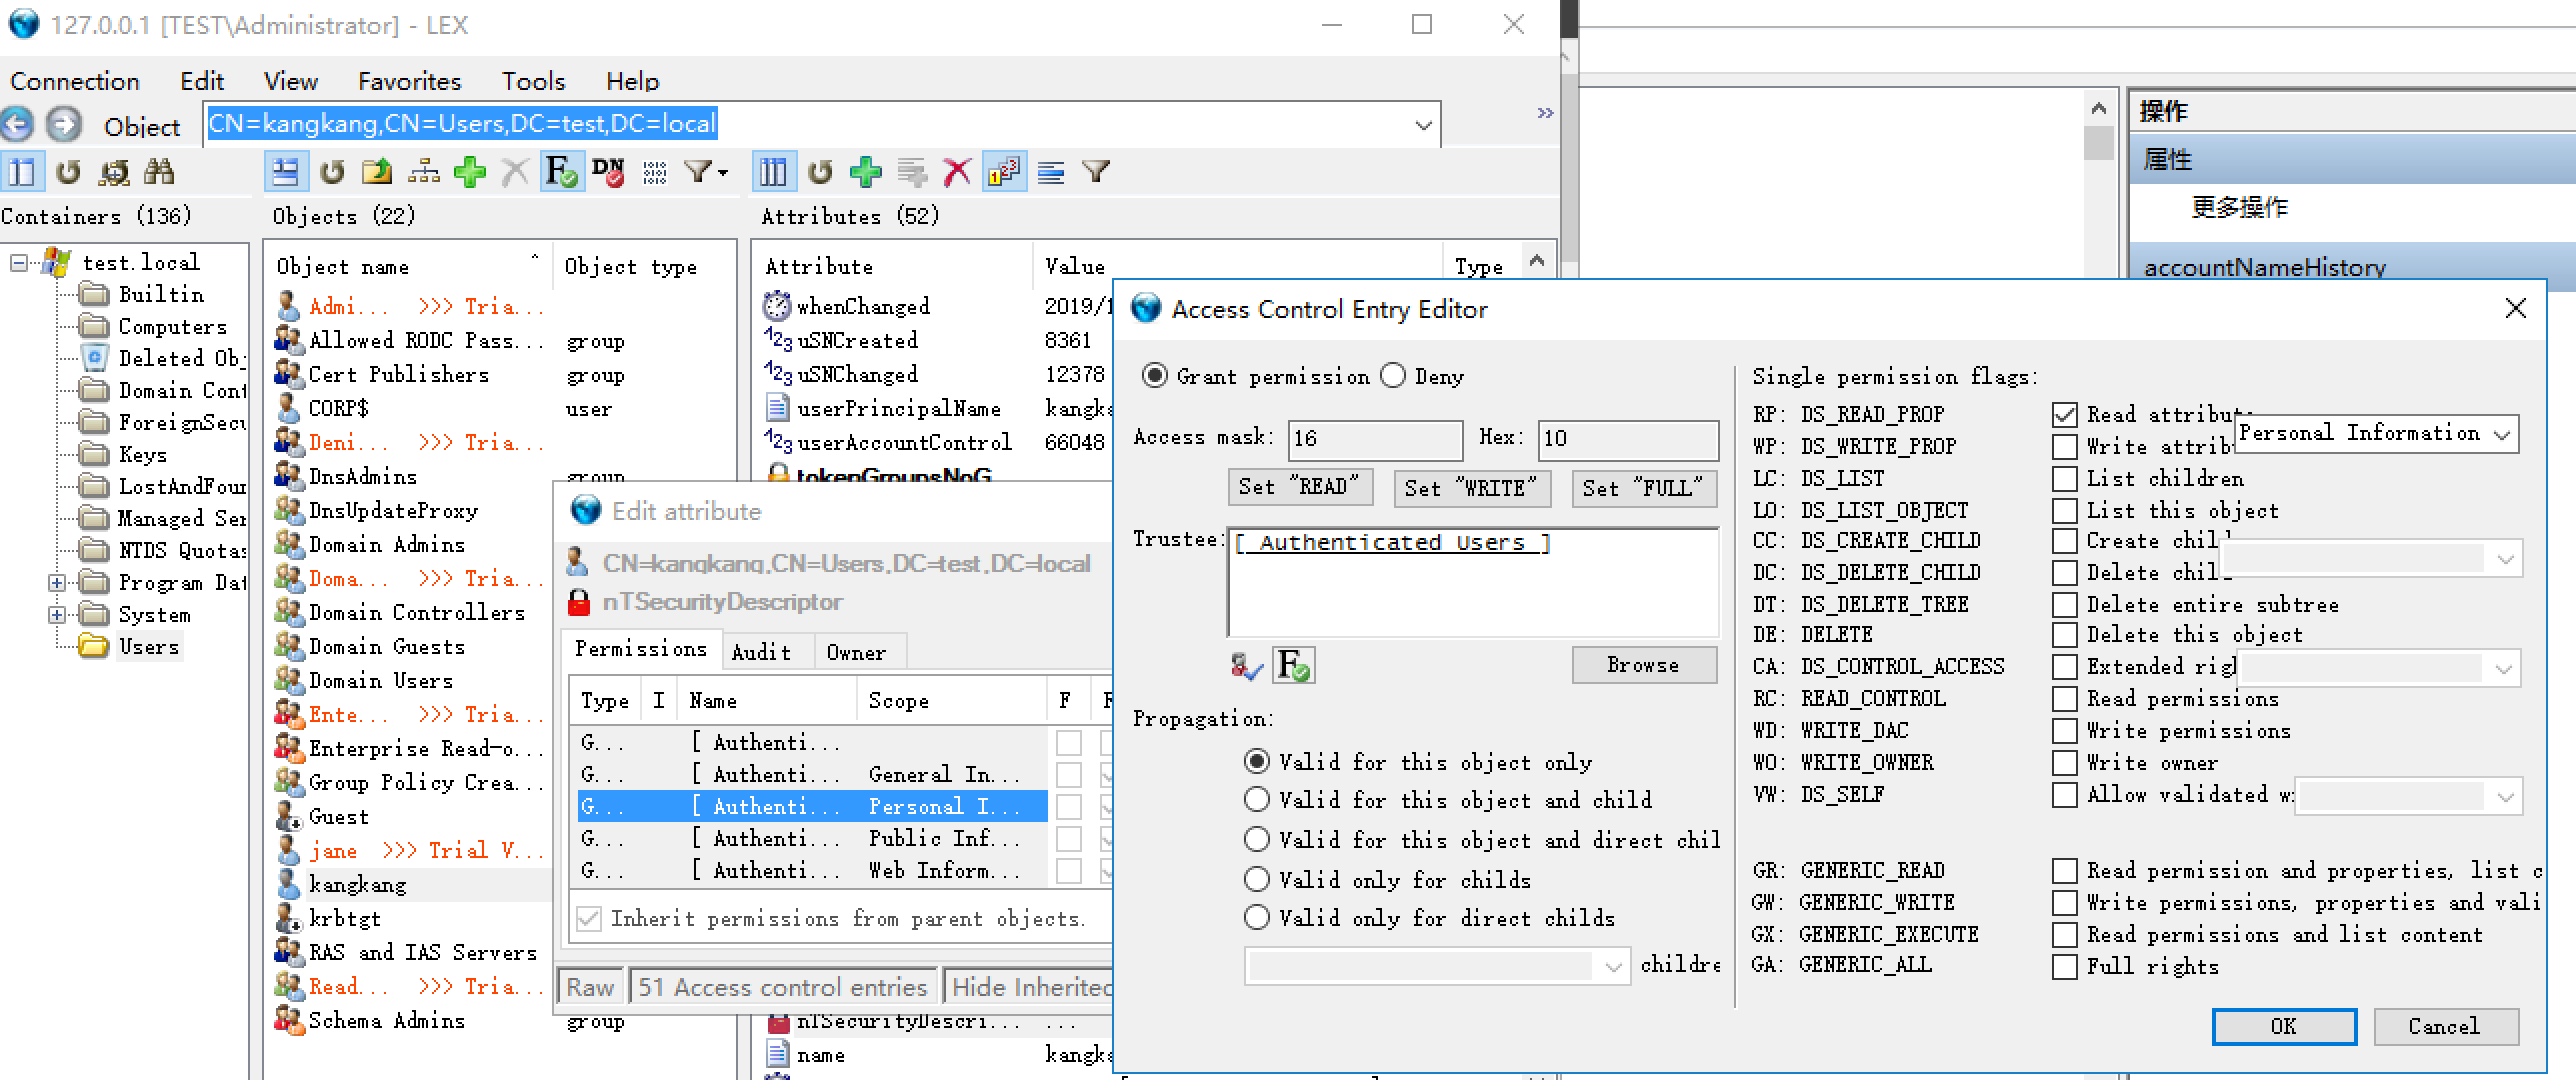 127.0.0.1 [TEST\Administrator] - LEX
Connection Edit View Favorites Tools Help
Object CN=kangkang,CN=Users,DC=test,DC=local »
DN
Containers (136)
test.local
Builtin
Computers
Deleted Obj
Domain Cont
ForeignSecu
Keys
LostAndFoun
Managed Ser
NTDS Quotas
Program Dat
System
Users
Objects (22)
Object name Object type
Admi... >>> Tria...
Allowed RODC Pass... group
Cert Publishers group
CORP$ user
Deni... >>> Tria...
DnsAdmins group
DnsUpdateProxy
Domain Admins
Doma... >>> Tria...
Domain Controllers
Domain Guests
Domain Users
Ente... >>> Tria...
Enterprise Read-o...
Group Policy Crea...
Guest
jane >>> Trial V...
kangkang
krbtgt
RAS and IAS Servers
Read... >>> Tria...
Schema Admins group
Attributes (52)
Attribute Value Type
whenChanged 2019/1
uSNCreated 8361
uSNChanged 12378
userPrincipalName kangka
userAccountControl 66048
tokenGroupsNoG
nTSecurityDescri... ...
name kangka
Edit attribute
CN=kangkang,CN=Users,DC=test,DC=local
nTSecurityDescriptor
Permissions Audit Owner
Type I Name Scope F
G... [ Authenti...
G... [ Authenti... General In...
G... [ Authenti... Personal I...
G... [ Authenti... Public Inf...
G... [ Authenti... Web Inform...
Inherit permissions from parent objects.
Raw 51 Access control entries Hide Inherited
操作
属性
更多操作
accountNameHistory
Access Control Entry Editor
Grant permission Deny
Access mask: 16 Hex: 10
Set "READ" Set "WRITE" Set "FULL"
Trustee: [ Authenticated Users ]
Browse
Propagation:
Valid for this object only
Valid for this object and child
Valid for this object and direct chil
Valid only for childs
Valid only for direct childs
childre
Single permission flags:
RP: DS_READ_PROP Read attribut Personal Information
WP: DS_WRITE_PROP Write attrib
LC: DS_LIST List children
LO: DS_LIST_OBJECT List this object
CC: DS_CREATE_CHILD Create chil
DC: DS_DELETE_CHILD Delete chil
DT: DS_DELETE_TREE Delete entire subtree
DE: DELETE Delete this object
CA: DS_CONTROL_ACCESS Extended rig
RC: READ_CONTROL Read permissions
WD: WRITE_DAC Write permissions
WO: WRITE_OWNER Write owner
VW: DS_SELF Allow validated w
GR: GENERIC_READ Read permission and properties, list c
GW: GENERIC_WRITE Write permissions, properties and vali
GX: GENERIC_EXECUTE Read permissions and list content
GA: GENERIC_ALL Full rights
OK Cancel